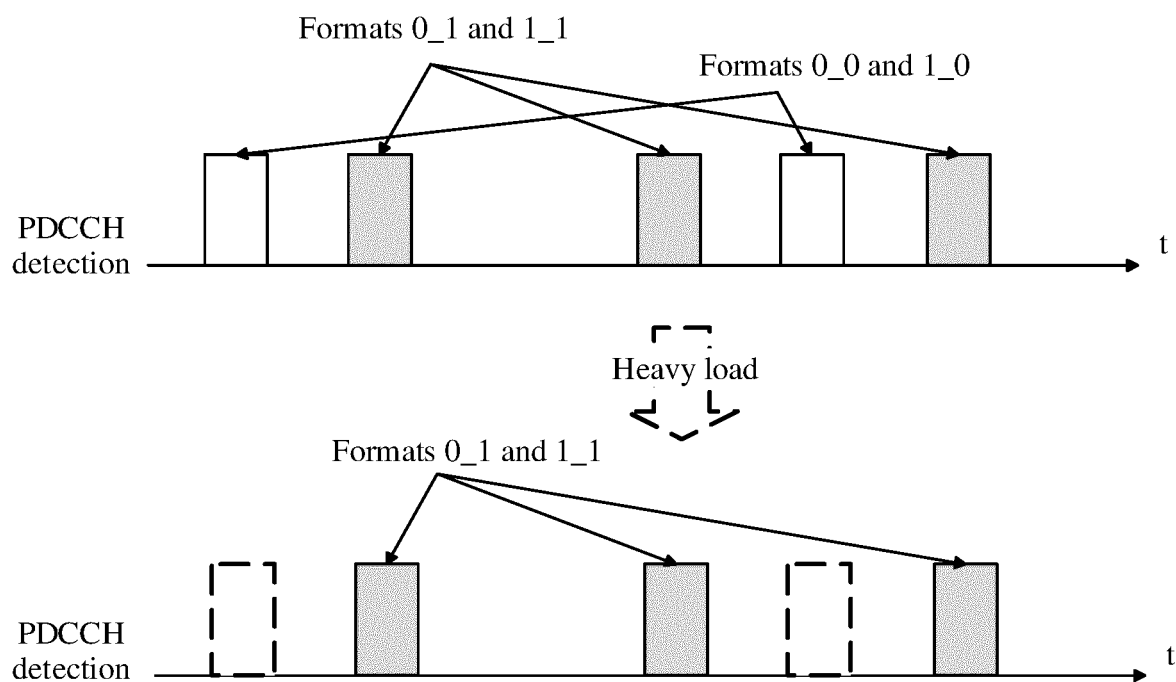 Formats 0_1 and 1_1
Formats 0_0 and 1_0
PDCCH
detection
t
Heavy load
Formats 0_1 and 1_1
PDCCH
detection
t